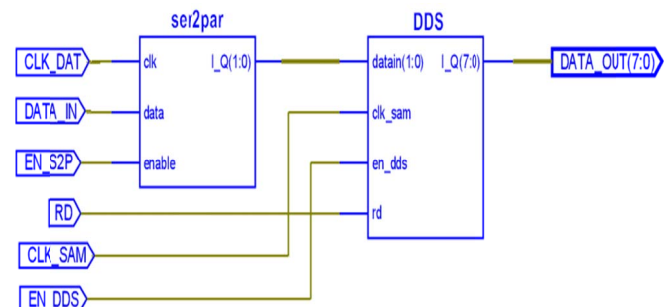 ser2par
DDS
CLK_DAT
clk
I_Q(1:0)
datain(1:0)
I_Q(7:0)
DATA_OUT(7:0)
DATA_IN
data
clk_sam
EN_S2P
enable
en_dds
RD
rd
CLK_SAM
EN_DDS